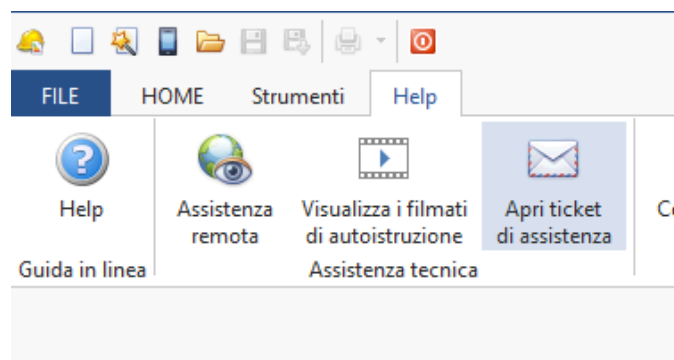 FILE HOME Strumenti Help
Help
Assistenza
remota
Visualizza i filmati
di autoistruzione
Apri ticket
di assistenza
Guida in linea
Assistenza tecnica